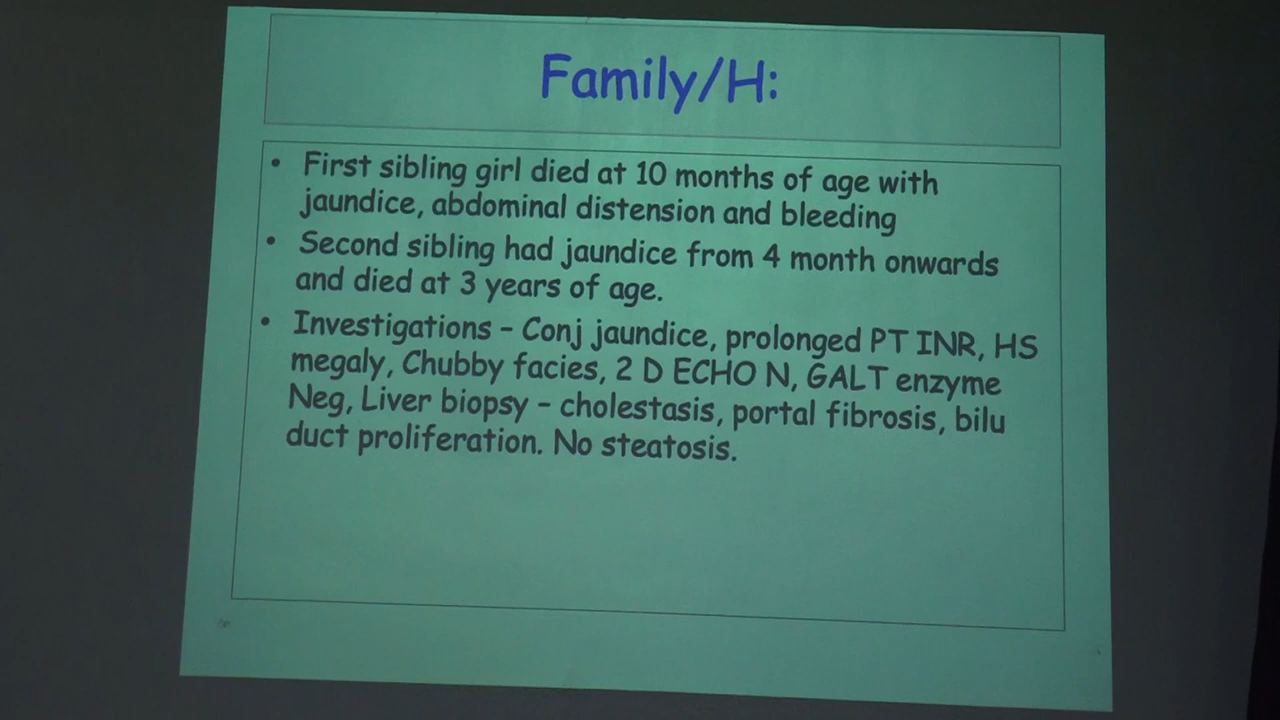 Family/H:
• First sibling girl died at 10 months of age with
jaundice, abdominal distension and bleeding
• Second sibling had jaundice from 4 month onwards
and died at 3 years of age.
• Investigations – Conj jaundice, prolonged PT INR, HS
megaly, Chubby facies, 2 D ECHO N, GALT enzyme
Neg, Liver biopsy – cholestasis, portal fibrosis, bilu
duct proliferation. No steatosis.